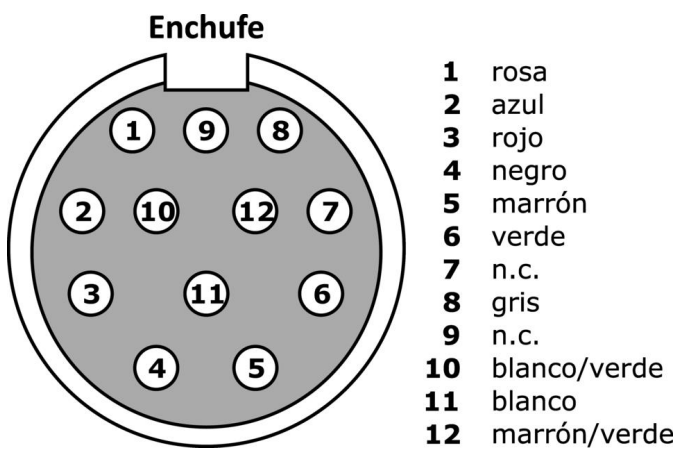 Enchufe
1 9 8
2 10 12 7
3 11 6
4 5
1 rosa
2 azul
3 rojo
4 negro
5 marrón
6 verde
7 n.c.
8 gris
9 n.c.
10 blanco/verde
11 blanco
12 marrón/verde